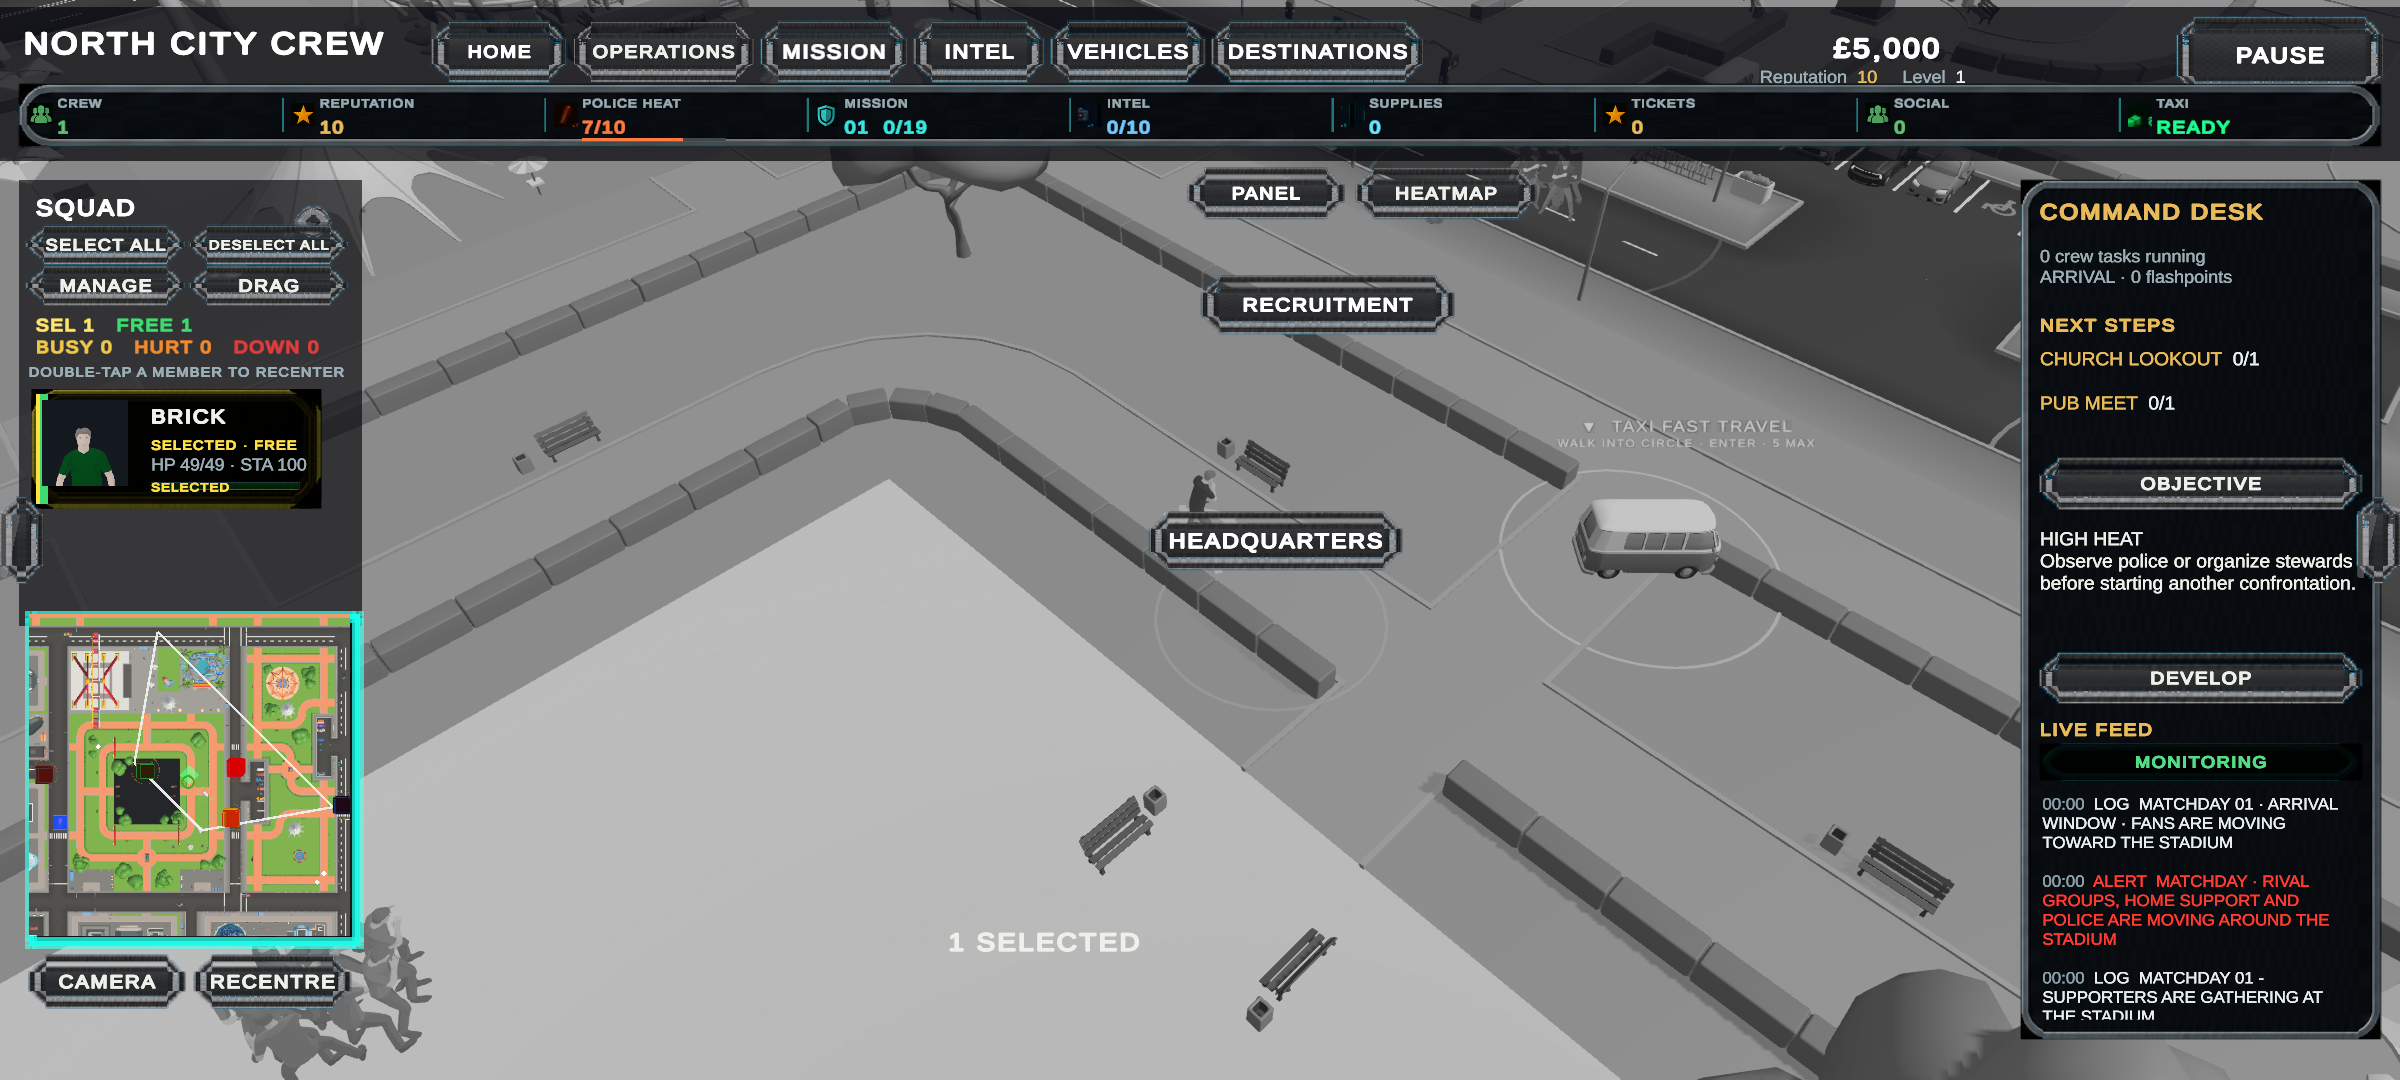 NORTH CITY CREW
HOME
OPERATIONS
MISSION
INTEL
VEHICLES
DESTINATIONS
£5,000
Reputation 10 Level 1
PAUSE
CREW
1
REPUTATION
10
POLICE HEAT
7/10
MISSION
01 0/19
INTEL
0/10
SUPPLIES
0
TICKETS
0
SOCIAL
0
TAXI
READY
PANEL
HEATMAP
RECRUITMENT
HEADQUARTERS
▼ TAXI FAST TRAVEL
WALK INTO CIRCLE · ENTER · 5 MAX
1 SELECTED
SQUAD
SELECT ALL
DESELECT ALL
MANAGE
DRAG
SEL 1 FREE 1
BUSY 0 HURT 0 DOWN 0
DOUBLE-TAP A MEMBER TO RECENTER
BRICK
SELECTED · FREE
HP 49/49 · STA 100
SELECTED
CAMERA
RECENTRE
COMMAND DESK
0 crew tasks running
ARRIVAL · 0 flashpoints
NEXT STEPS
CHURCH LOOKOUT 0/1
PUB MEET 0/1
OBJECTIVE
HIGH HEAT
Observe police or organize stewards
before starting another confrontation.
DEVELOP
LIVE FEED
MONITORING
00:00 LOG MATCHDAY 01 · ARRIVAL
WINDOW · FANS ARE MOVING
TOWARD THE STADIUM
00:00 ALERT MATCHDAY · RIVAL
GROUPS, HOME SUPPORT AND
POLICE ARE MOVING AROUND THE
STADIUM
00:00 LOG MATCHDAY 01 -
SUPPORTERS ARE GATHERING AT
THE STADIUM